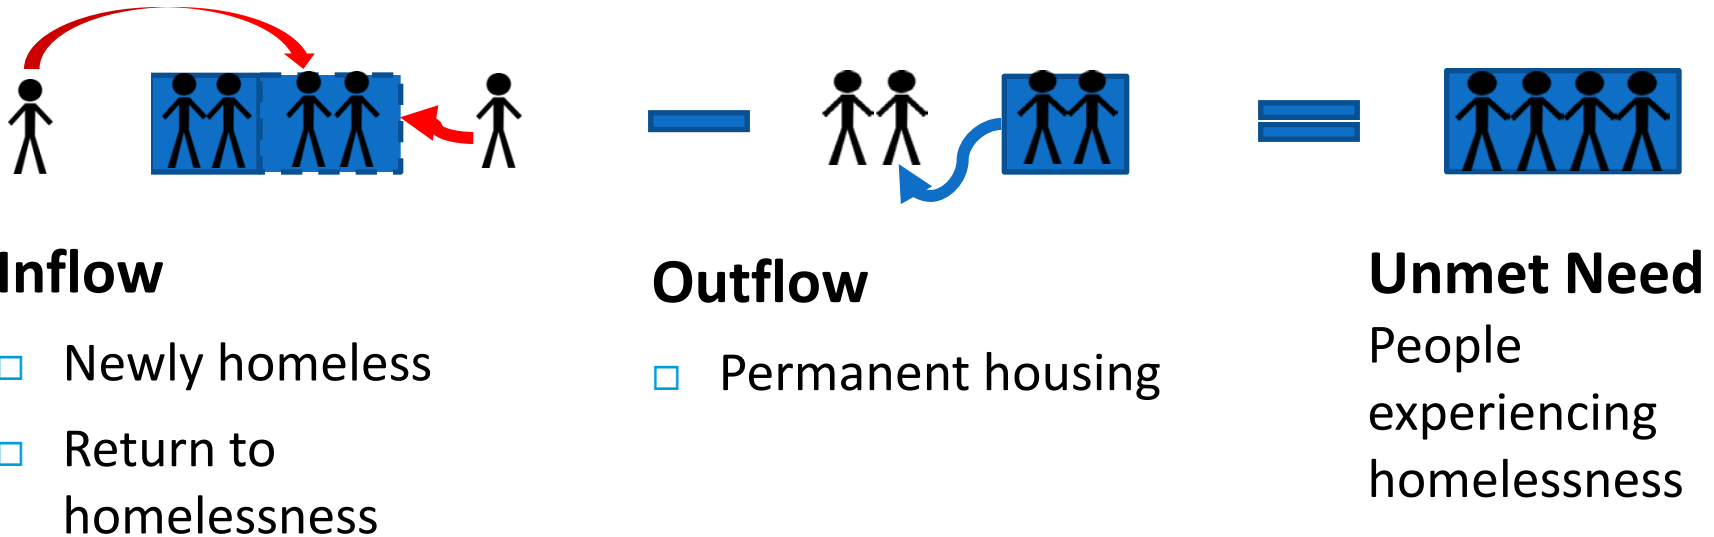 Inflow
Newly homeless
Return to
homelessness
Outflow
Permanent housing
Unmet Need
People
experiencing
homelessness